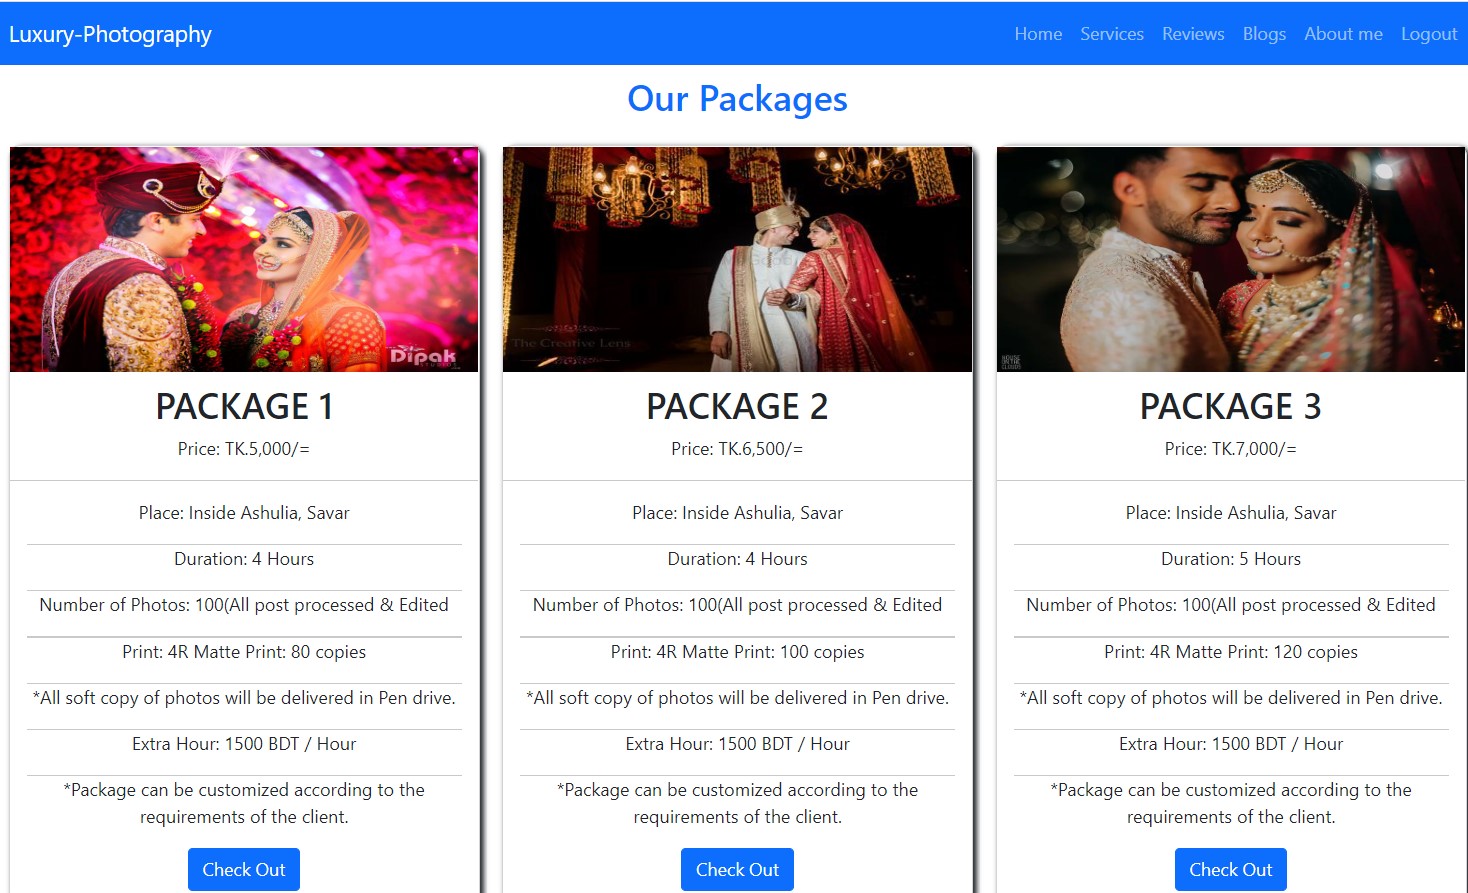 Luxury-Photography
Home Services Reviews Blogs About me Logout
Our Packages
Dipak
The Creative Lens
PACKAGE 1
Price: TK.5,000/=
Place: Inside Ashulia, Savar
Duration: 4 Hours
Number of Photos: 100(All post processed & Edited
Print: 4R Matte Print: 80 copies
*All soft copy of photos will be delivered in Pen drive.
Extra Hour: 1500 BDT / Hour
*Package can be customized according to the
requirements of the client.
Check Out
PACKAGE 2
Price: TK.6,500/=
Place: Inside Ashulia, Savar
Duration: 4 Hours
Number of Photos: 100(All post processed & Edited
Print: 4R Matte Print: 100 copies
*All soft copy of photos will be delivered in Pen drive.
Extra Hour: 1500 BDT / Hour
*Package can be customized according to the
requirements of the client.
Check Out
PACKAGE 3
Price: TK.7,000/=
Place: Inside Ashulia, Savar
Duration: 5 Hours
Number of Photos: 100(All post processed & Edited
Print: 4R Matte Print: 120 copies
*All soft copy of photos will be delivered in Pen drive.
Extra Hour: 1500 BDT / Hour
*Package can be customized according to the
requirements of the client.
Check Out